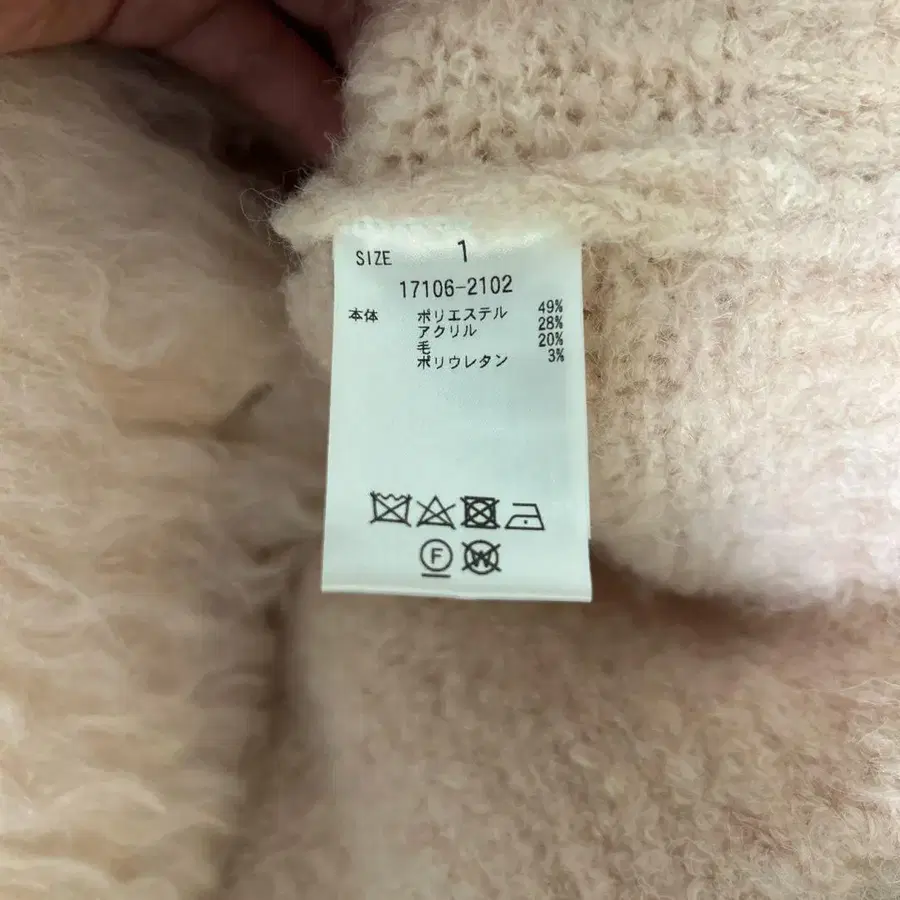 SIZE 1
17106-2102
本体 ポリエステル 49%
アクリル 28%
毛 20%
ポリウレタン 3%
F W